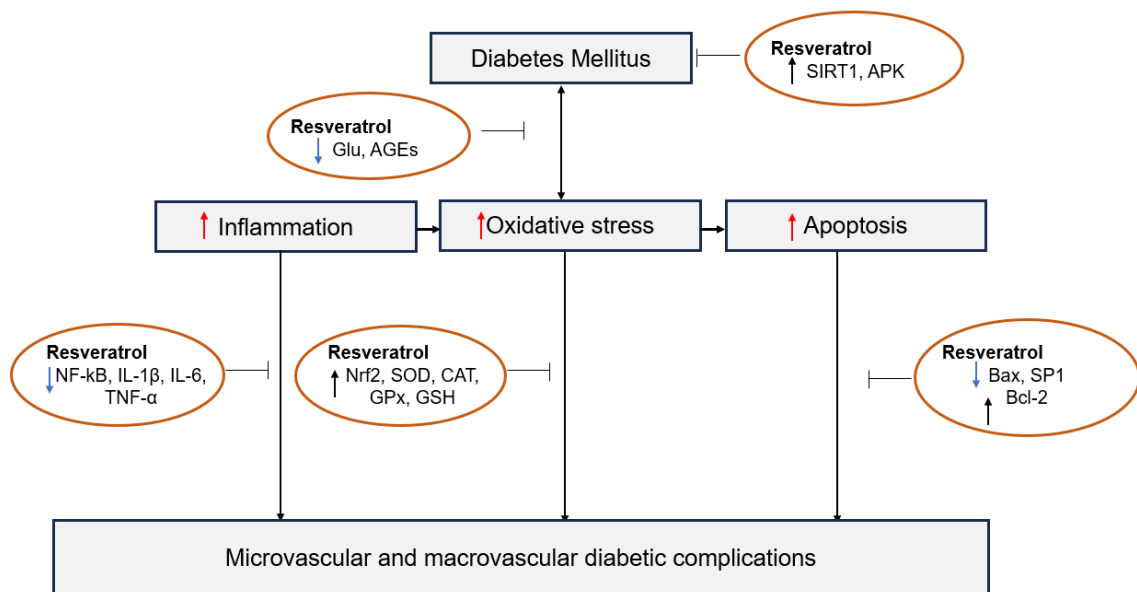 Diabetes Mellitus
Resveratrol
SIRT1, APK
Resveratrol
Glu, AGEs
Inflammation
Oxidative stress
Apoptosis
Resveratrol
NF-kB, IL-1β, IL-6,
TNF-α
Resveratrol
Nrf2, SOD, CAT,
GPx, GSH
Resveratrol
Bax, SP1
Bcl-2
Microvascular and macrovascular diabetic complications